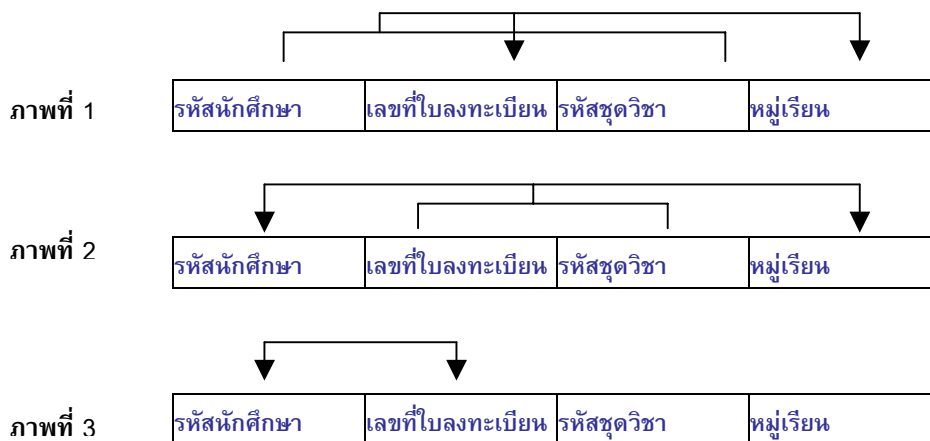 ภาพที่ 1 รหัสนักศึกษา เลขที่ใบลงทะเบียน รหัสชุดวิชา หมู่เรียน
ภาพที่ 2 รหัสนักศึกษา เลขที่ใบลงทะเบียน รหัสชุดวิชา หมู่เรียน
ภาพที่ 3 รหัสนักศึกษา เลขที่ใบลงทะเบียน รหัสชุดวิชา หมู่เรียน